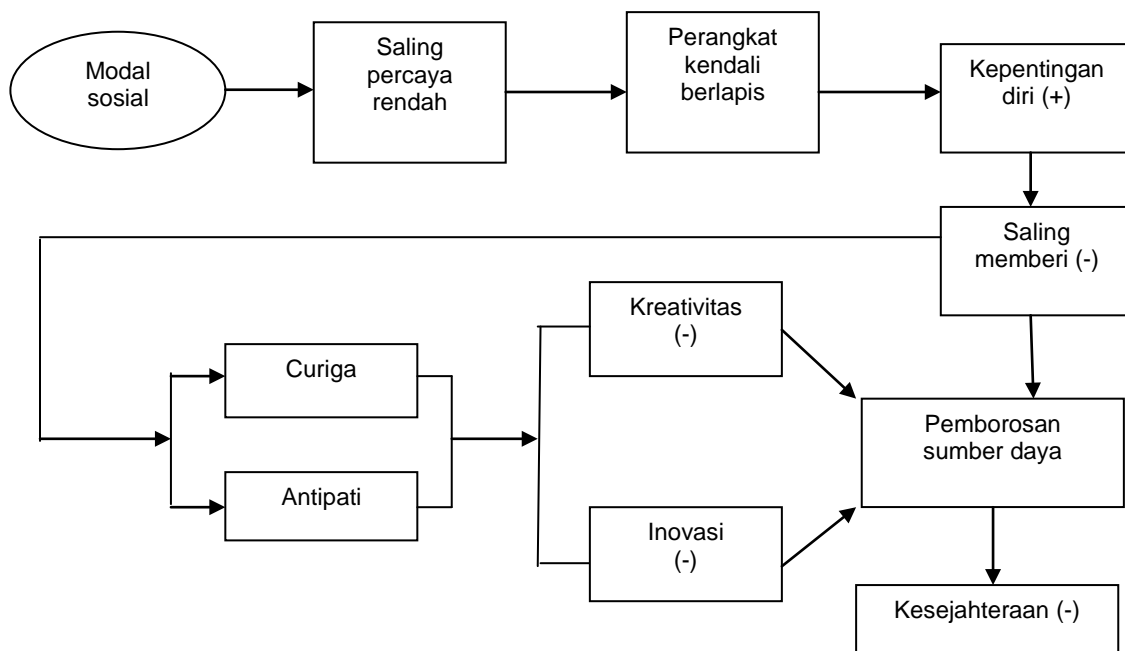 Modal
sosial
Saling
percaya
rendah
Perangkat
kendali
berlapis
Kepentingan
diri (+)
Saling
memberi (-)
Kreativitas
(-)
Curiga
Antipati
Inovasi
(-)
Pemborosan
sumber daya
Kesejahteraan (-)